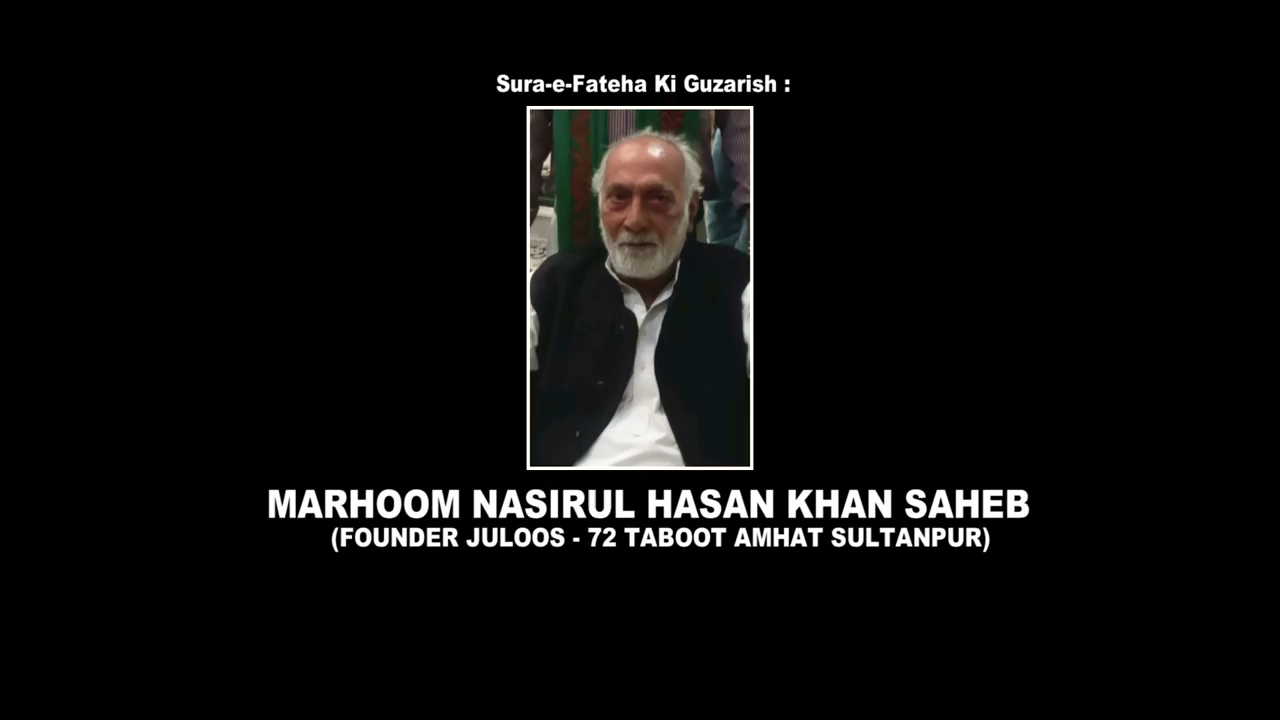 Sura-e-Fateha Ki Guzarish :
MARHOOM NASIRUL HASAN KHAN SAHEB
(FOUNDER JULOOS - 72 TABOOT AMHAT SULTANPUR)